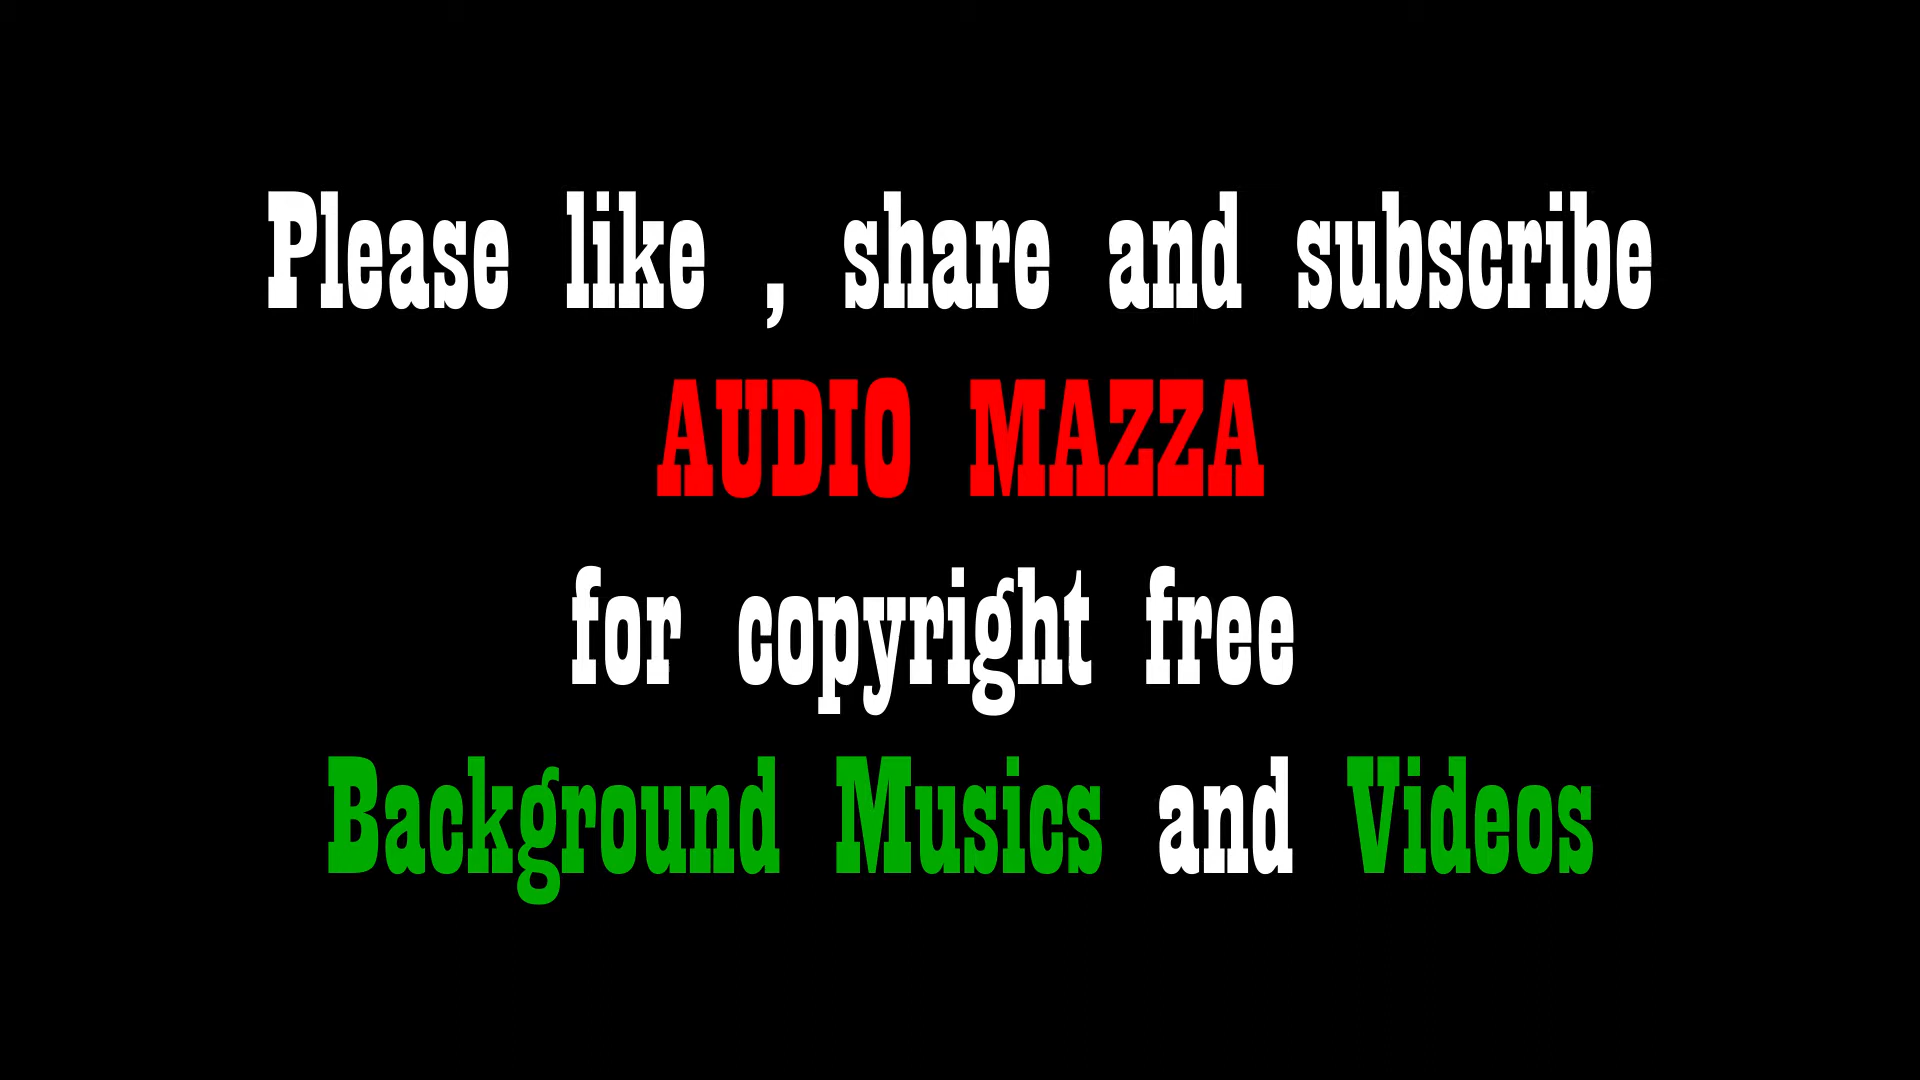 Please like , share and subscribe
AUDIO MAZZA
for copyright free
Background Musics and Videos